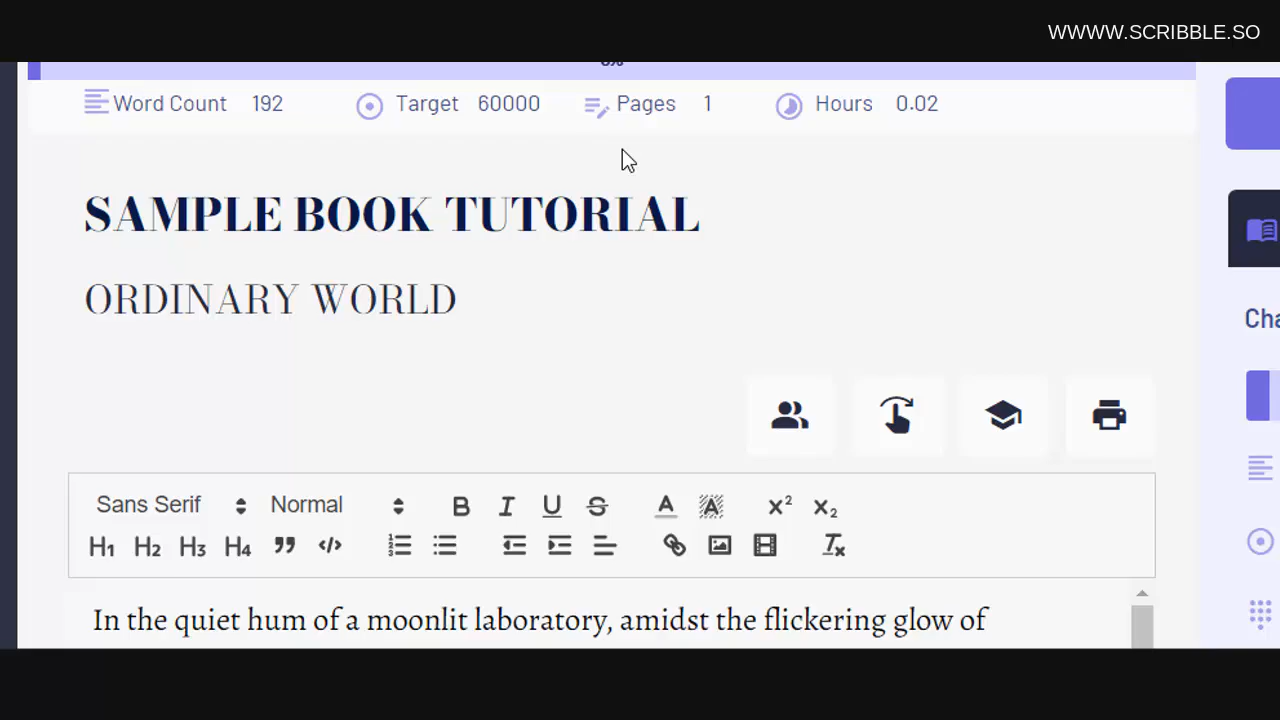 WWWW.SCRIBBLE.SO
Word Count 192 Target 60000 Pages 1 Hours 0.02
SAMPLE BOOK TUTORIAL
ORDINARY WORLD
Cha
Sans Serif Normal B I U S A A X² X₂
H1 H2 H3 H4 ” </> Tx
In the quiet hum of a moonlit laboratory, amidst the flickering glow of